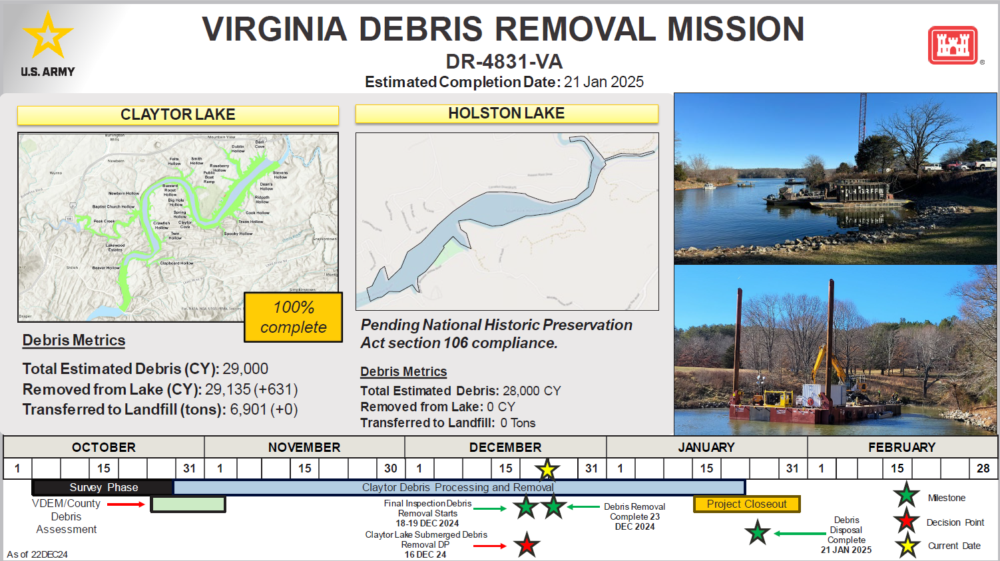 VIRGINIA DEBRIS REMOVAL MISSION
DR-4831-VA
Estimated Completion Date: 21 Jan 2025
U.S. ARMY
®
CLAYTOR LAKE
Burlington
Mills
Mountain View
Newbern
Wurno
Dublin
Hollow
Cove
Felts
Hollow
Smith
Hollow
Roseberry
Hollow
Public
Boat
Ramp
Stevens
Hollow
Dean's
Hollow
Buzzard
Roost
Hollow
Newbern Hollow
Ridpath
Hollow
Big Hole
Hollow
Baptist Church Hollow
Spring
Hollow
Cook Hollow
Peak Creek
Crawfish
Hollow
Claytor
Cove
Texas Hollow
Twin
Hollow
Spooky Hollow
Graysontown
Lakewood
Estates
Clapboard Hollow
Shiloh
Beaver Hollow
Lead Mine Rd
Simpkinstown
Draper
Esri, NASA, NGA, USGS, FEMA
100%
complete
Debris Metrics
Total Estimated Debris (CY): 29,000
Removed from Lake (CY): 29,135 (+631)
Transferred to Landfill (tons): 6,901 (+0)
HOLSTON LAKE
Pending National Historic Preservation
Act section 106 compliance.
Debris Metrics
Total Estimated Debris: 28,000 CY
Removed from Lake: 0 CY
Transferred to Landfill: 0 Tons
GRIFFIN
OCTOBER NOVEMBER DECEMBER JANUARY FEBRUARY
1 15 31 1 15 30 1 15 31 1 15 31 1 15 28
Survey Phase
Claytor Debris Processing and Removal
VDEM/County
Debris
Assessment
Final Inspection Debris
Removal Starts
18-19 DEC 2024
Claytor Lake Submerged Debris
Removal DP
16 DEC 24
Debris Removal
Complete 23
DEC 2024
Project Closeout
Debris
Disposal
Complete
21 JAN 2025
Milestone
Decision Point
Current Date
As of 22DEC24